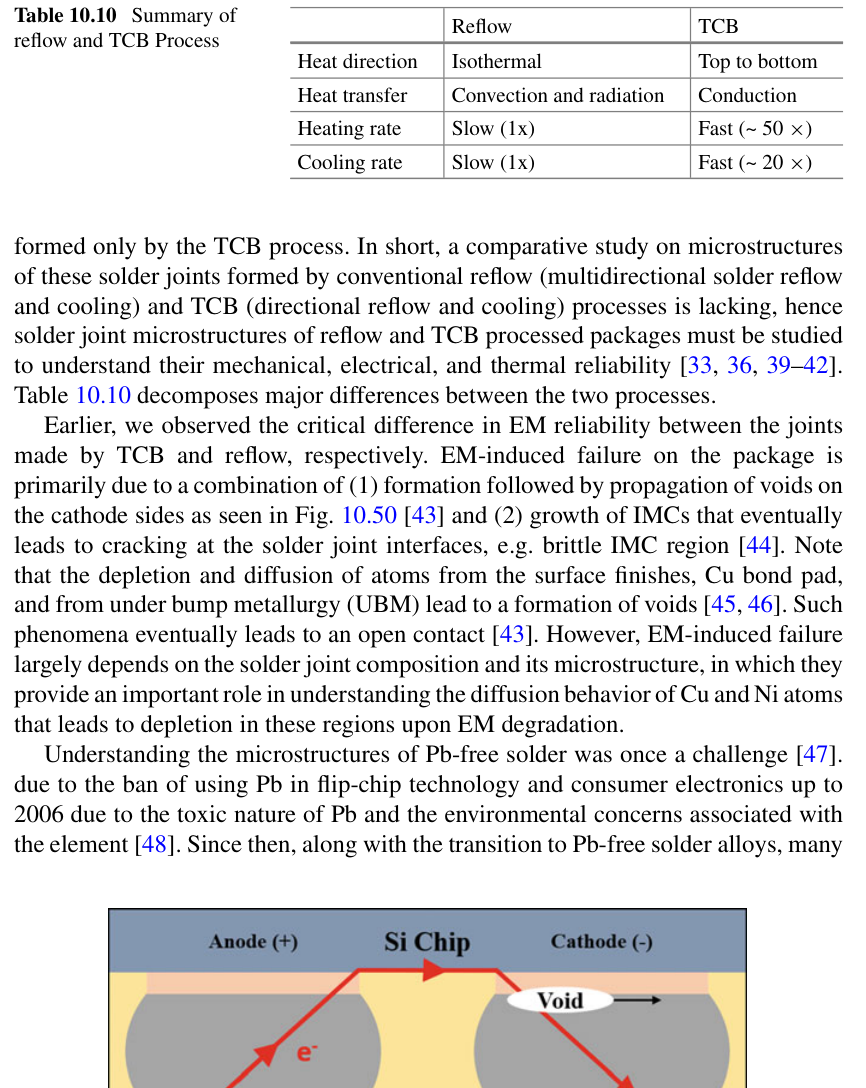 Table 10.10 Summary of
reflow and TCB Process
Reflow TCB
Heat direction Isothermal Top to bottom
Heat transfer Convection and radiation Conduction
Heating rate Slow (1x) Fast (~ 50 ×)
Cooling rate Slow (1x) Fast (~ 20 ×)
formed only by the TCB process. In short, a comparative study on microstructures
of these solder joints formed by conventional reflow (multidirectional solder reflow
and cooling) and TCB (directional reflow and cooling) processes is lacking, hence
solder joint microstructures of reflow and TCB processed packages must be studied
to understand their mechanical, electrical, and thermal reliability [33, 36, 39–42].
Table 10.10 decomposes major differences between the two processes.
Earlier, we observed the critical difference in EM reliability between the joints
made by TCB and reflow, respectively. EM-induced failure on the package is
primarily due to a combination of (1) formation followed by propagation of voids on
the cathode sides as seen in Fig. 10.50 [43] and (2) growth of IMCs that eventually
leads to cracking at the solder joint interfaces, e.g. brittle IMC region [44]. Note
that the depletion and diffusion of atoms from the surface finishes, Cu bond pad,
and from under bump metallurgy (UBM) lead to a formation of voids [45, 46]. Such
phenomena eventually leads to an open contact [43]. However, EM-induced failure
largely depends on the solder joint composition and its microstructure, in which they
provide an important role in understanding the diffusion behavior of Cu and Ni atoms
that leads to depletion in these regions upon EM degradation.
Understanding the microstructures of Pb-free solder was once a challenge [47].
due to the ban of using Pb in flip-chip technology and consumer electronics up to
2006 due to the toxic nature of Pb and the environmental concerns associated with
the element [48]. Since then, along with the transition to Pb-free solder alloys, many
Anode (+) Si Chip Cathode (-)
Void
e-